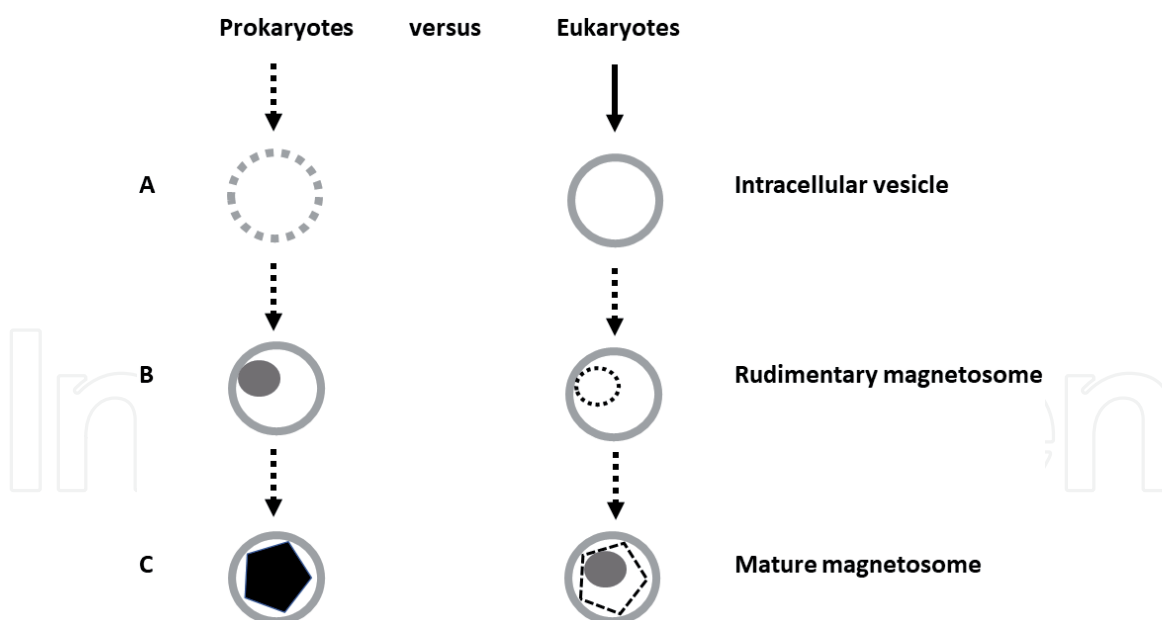 Prokaryotes versus Eukaryotes
A Intracellular vesicle
B Rudimentary magnetosome
C Mature magnetosome